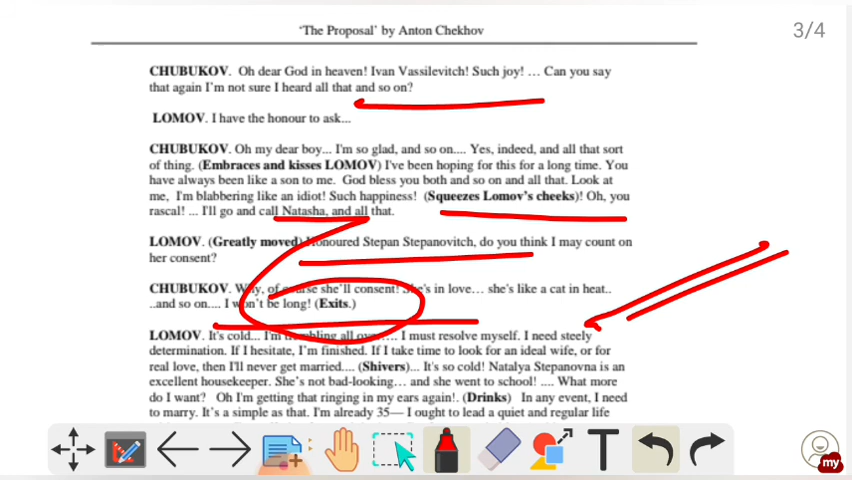 'The Proposal' by Anton Chekhov
3/4
CHUBUKOV. Oh dear God in heaven! Ivan Vassilevitch! Such joy! ... Can you say
that again I'm not sure I heard all that and so on?
LOMOV. I have the honour to ask...
CHUBUKOV. Oh my dear boy... I'm so glad, and so on.... Yes, indeed, and all that sort
of thing. (Embraces and kisses LOMOV) I've been hoping for this for a long time. You
have always been like a son to me. God bless you both and so on and all that. Look at
me, I'm blabbering like an idiot! Such happiness! (Squeezes Lomov's cheeks)! Oh, you
rascal! ... I'll go and call Natasha, and all that.
LOMOV. (Greatly moved) Honoured Stepan Stepanovitch, do you think I may count on
her consent?
CHUBUKOV. Why, of course she'll consent! She's in love... she's like a cat in heat..
..and so on.... I won't be long! (Exits.)
LOMOV. It's cold... I'm trembling all over.... I must resolve myself. I need steely
determination. If I hesitate, I'm finished. If I take time to look for an ideal wife, or for
real love, then I'll never get married.... (Shivers)... It's so cold! Natalya Stepanovna is an
excellent housekeeper. She's not bad-looking... and she went to school! .... What more
do I want? Oh I'm getting that ringing in my ears again!. (Drinks) In any event, I need
to marry. It's a simple as that. I'm already 35— I ought to lead a quiet and regular life
T
my